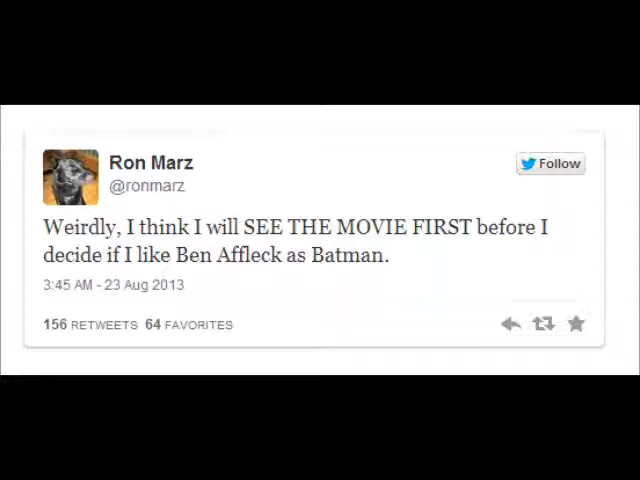 Ron Marz
Follow
@ronmarz
Weirdly, I think I will SEE THE MOVIE FIRST before I
decide if I like Ben Affleck as Batman.
3:45 AM - 23 Aug 2013
156 RETWEETS 64 FAVORITES